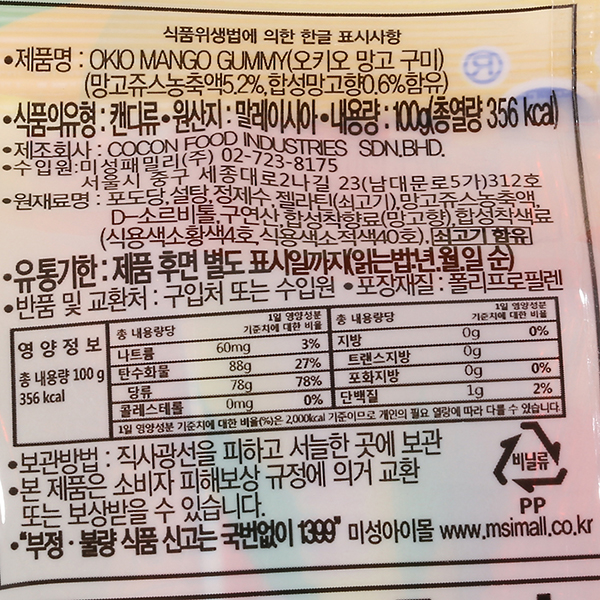 식품위생법에 의한 한글 표시사항
•제품명 : OKIO MANGO GUMMY(오키오 망고 구미)
(망고쥬스농축액5.2%, 합성망고향0.6%함유)
•식품의유형 : 캔디류 •원산지 : 말레이시아 •내용량 : 100g(총열량 356 kcal)
•제조회사 : COCON FOOD INDUSTRIES SDN.BHD.
•수입원:미성패밀리(주) 02-723-8175
서울시 중구 세종대로2나길 23(남대문로5가)312호
•원재료명 : 포도당,설탕,정제수,젤라틴(쇠고기),망고쥬스농축액,
D-소르비톨,구연산,합성착향료(망고향),합성착색료
(식용색소황색4호,식용색소적색40호). 쇠고기 함유
•유통기한 : 제품 후면 별도 표시일까지(읽는법:년.월.일 순)
•반품 및 교환처 : 구입처 또는 수입원 •포장재질 : 폴리프로필렌
영양정보
총 내용량 100 g
356 kcal
총 내용량당 1일 영양성분 기준치에 대한 비율
나트륨 60mg 3%
탄수화물 88g 27%
당류 78g 78%
콜레스테롤 0mg 0%
총 내용량당 1일 영양성분 기준치에 대한 비율
지방 0g 0%
트랜스지방 0g
포화지방 0g 0%
단백질 1g 2%
1일 영양성분 기준치에 대한 비율(%)은 2,000kcal 기준이므로 개인의 필요 열량에 따라 다를 수 있습니다.
•보관방법 : 직사광선을 피하고 서늘한 곳에 보관
•본 제품은 소비자 피해보상 규정에 의거 교환
또는 보상받을 수 있습니다.
•"부정·불량 식품 신고는 국번없이 1399" 미성아이몰 www.msimall.co.kr
비닐류
PP